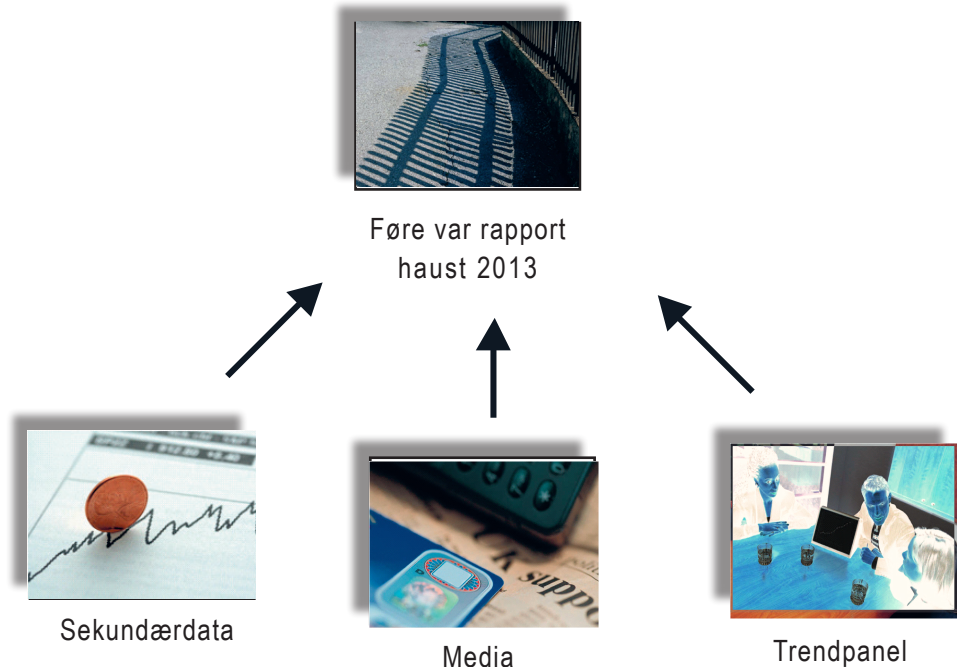 Føre var rapport
haust 2013
Sekundærdata
Media
Trendpanel